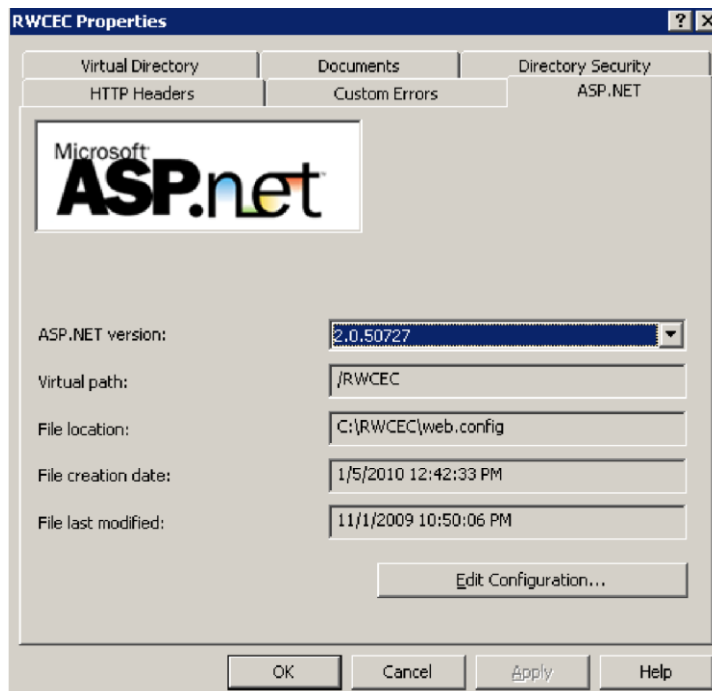 RWCEC Properties
Virtual Directory Documents Directory Security
HTTP Headers Custom Errors ASP.NET
Microsoft
ASP.net
ASP.NET version: 2.0.50727
Virtual path: /RWCEC
File location: C:\RWCEC\web.config
File creation date: 1/5/2010 12:42:33 PM
File last modified: 11/1/2009 10:50:06 PM
Edit Configuration...
OK Cancel Apply Help